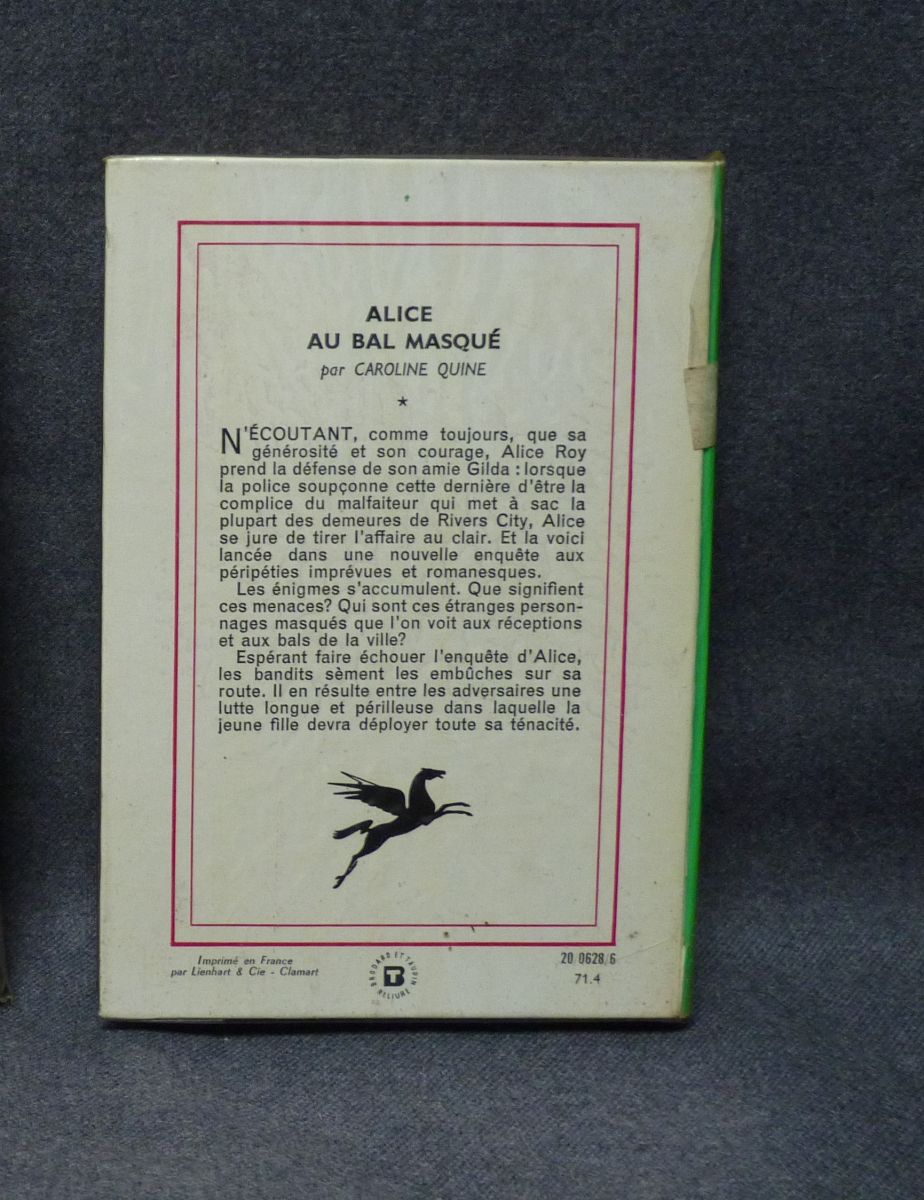 ALICE
AU BAL MASQUÉ
par CAROLINE QUINE
★
N'ÉCOUTANT, comme toujours, que sa
générosité et son courage, Alice Roy
prend la défense de son amie Gilda : lorsque
la police soupçonne cette dernière d'être la
complice du malfaiteur qui met à sac la
plupart des demeures de Rivers City, Alice
se jure de tirer l'affaire au clair. Et la voici
lancée dans une nouvelle enquête aux
péripéties imprévues et romanesques.
Les énigmes s'accumulent. Que signifient
ces menaces? Qui sont ces étranges person-
nages masqués que l'on voit aux réceptions
et aux bals de la ville?
Espérant faire échouer l'enquête d'Alice,
les bandits sèment les embûches sur sa
route. Il en résulte entre les adversaires une
lutte longue et périlleuse dans laquelle la
jeune fille devra déployer toute sa ténacité.
Imprimé en France
par Lienhart & Cie - Clamart
BRODARD ET TAUPIN
BT
RELIURE
20 0628/6
71.4